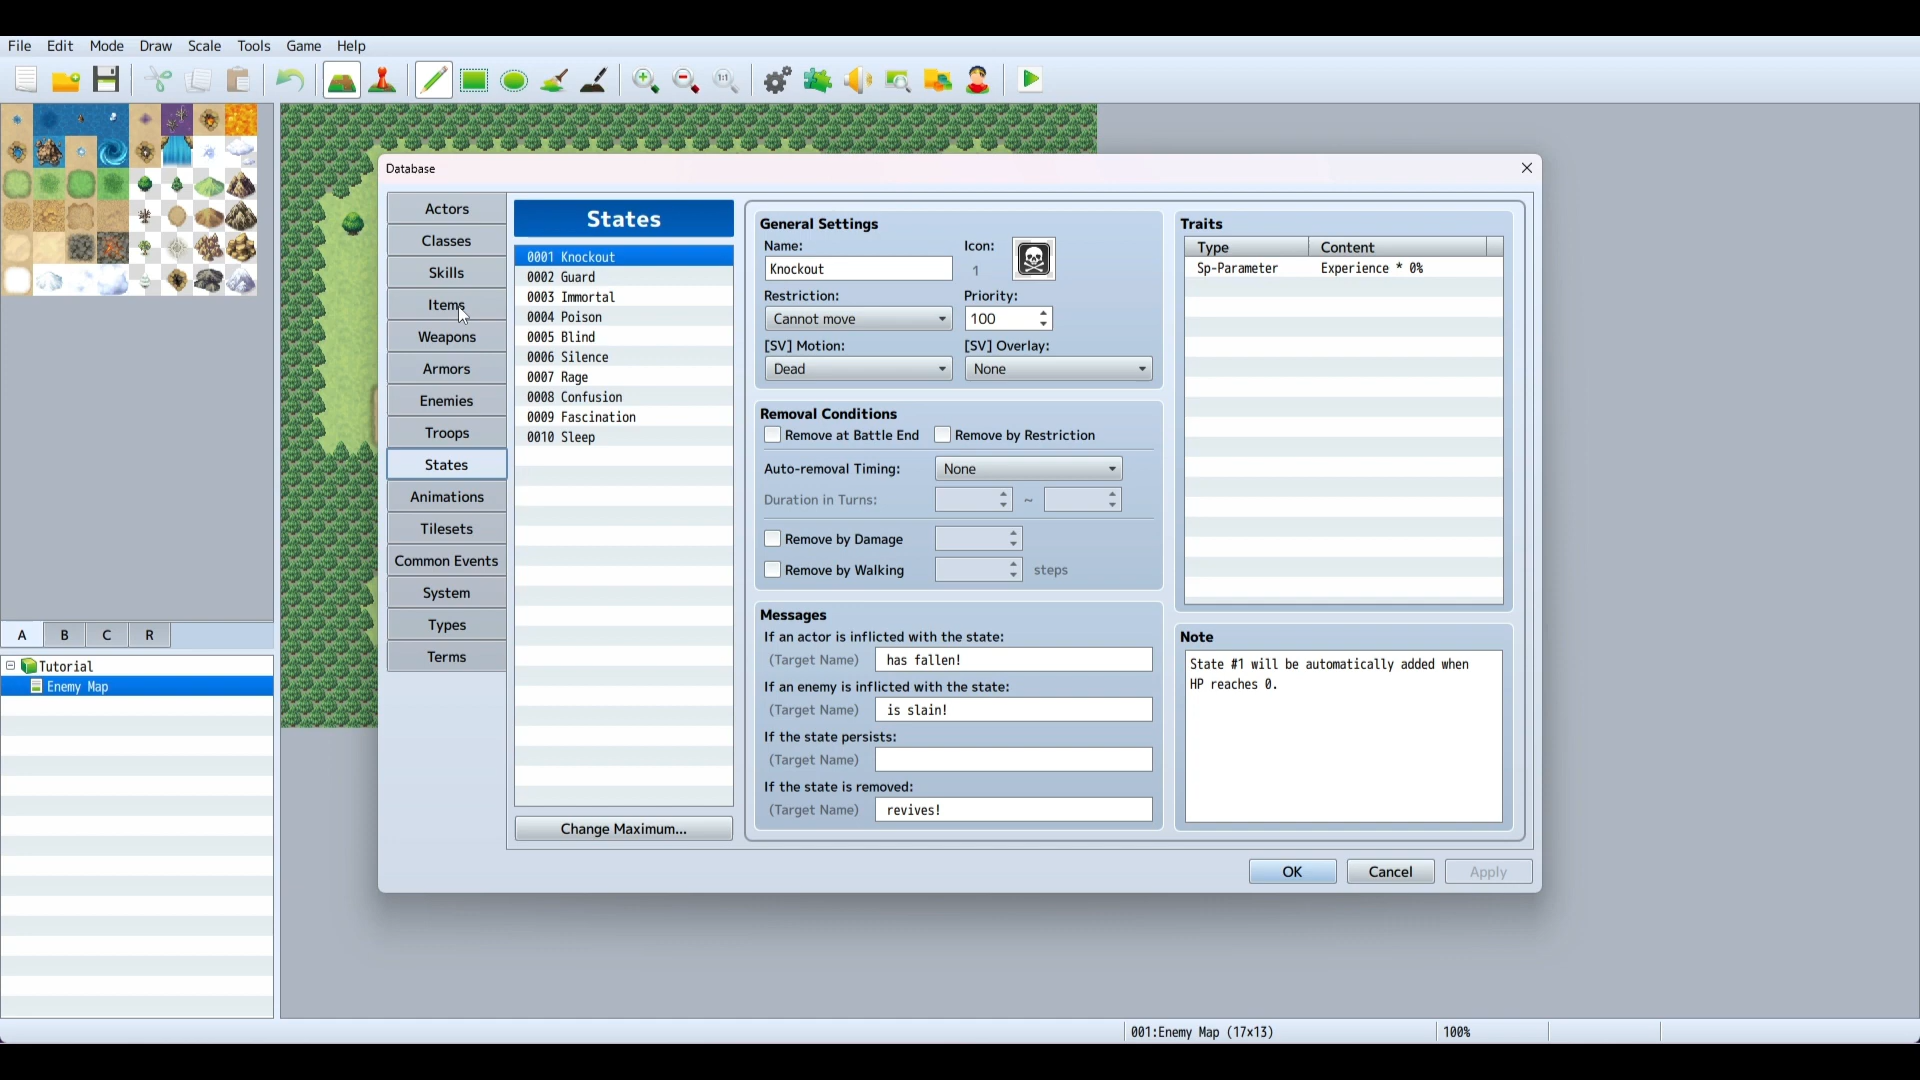 File Edit Mode Draw Scale Tools Game Help
1:1
Database
Actors
Classes
Skills
Items
Weapons
Armors
Enemies
Troops
States
Animations
Tilesets
Common Events
System
Types
Terms
States
0001 Knockout
0002 Guard
0003 Immortal
0004 Poison
0005 Blind
0006 Silence
0007 Rage
0008 Confusion
0009 Fascination
0010 Sleep
Change Maximum...
General Settings
Name: Icon:
Knockout 1
Restriction: Priority:
Cannot move 100
[SV] Motion: [SV] Overlay:
Dead None
Removal Conditions
Remove at Battle End Remove by Restriction
Auto-removal Timing: None
Duration in Turns: ~
Remove by Damage
Remove by Walking steps
Messages
If an actor is inflicted with the state:
(Target Name) has fallen!
If an enemy is inflicted with the state:
(Target Name) is slain!
If the state persists:
(Target Name)
If the state is removed:
(Target Name) revives!
Traits
Type Content
Sp-Parameter Experience * 0%
Note
State #1 will be automatically added when
HP reaches 0.
OK Cancel Apply
A B C R
Tutorial
Enemy Map
001:Enemy Map (17x13) 100%